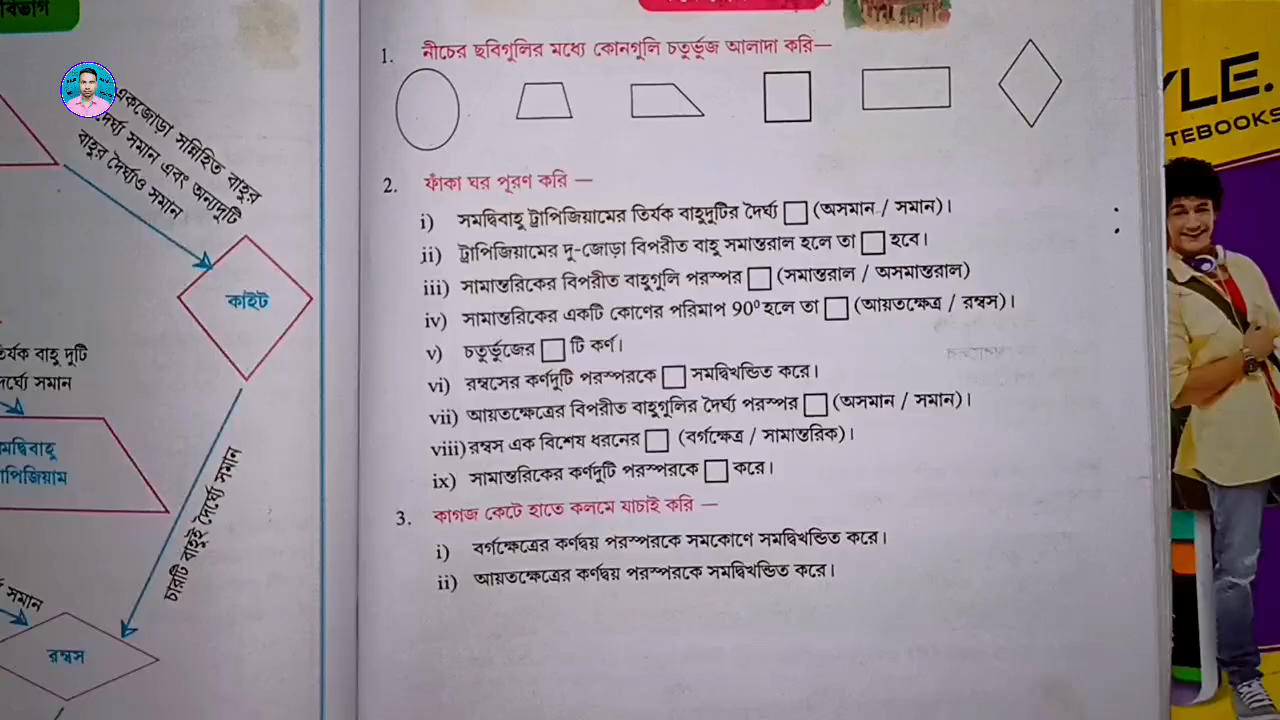 বিভাগ
একজোড়া সন্নিহিত বাহুর
দৈর্ঘ্য সমান এবং অন্যদুটি
বাহুর দৈর্ঘ্যও সমান
কাইট
তির্যক বাহু দুটি
দৈর্ঘ্যে সমান
সমদ্বিবাহু
ট্রাপিজিয়াম
চারটি বাহুই দৈর্ঘ্যে সমান
সমান
রম্বস
1. নীচের ছবিগুলির মধ্যে কোনগুলি চতুর্ভুজ আলাদা করি—
2. ফাঁকা ঘর পূরণ করি —
i) সমদ্বিবাহু ট্রাপিজিয়ামের তির্যক বাহুদুটির দৈর্ঘ্য □ (অসমান / সমান)।
ii) ট্রাপিজিয়ামের দু-জোড়া বিপরীত বাহু সমান্তরাল হলে তা □ হবে।
iii) সামান্তরিকের বিপরীত বাহুগুলি পরস্পর □ (সমান্তরাল / অসমান্তরাল)
iv) সামান্তরিকের একটি কোণের পরিমাপ 90° হলে তা □ (আয়তক্ষেত্র / রম্বস)।
v) চতুর্ভুজের □ টি কর্ণ।
vi) রম্বসের কর্ণদুটি পরস্পরকে □ সমদ্বিখন্ডিত করে।
vii) আয়তক্ষেত্রের বিপরীত বাহুগুলির দৈর্ঘ্য পরস্পর □ (অসমান / সমান)।
viii) রম্বস এক বিশেষ ধরনের □ (বর্গক্ষেত্র / সামান্তরিক)।
ix) সামান্তরিকের কর্ণদুটি পরস্পরকে □ করে।
3. কাগজ কেটে হাতে কলমে যাচাই করি —
i) বর্গক্ষেত্রের কর্ণদ্বয় পরস্পরকে সমকোণে সমদ্বিখন্ডিত করে।
ii) আয়তক্ষেত্রের কর্ণদ্বয় পরস্পরকে সমদ্বিখন্ডিত করে।
YLE.
TEBOOKS